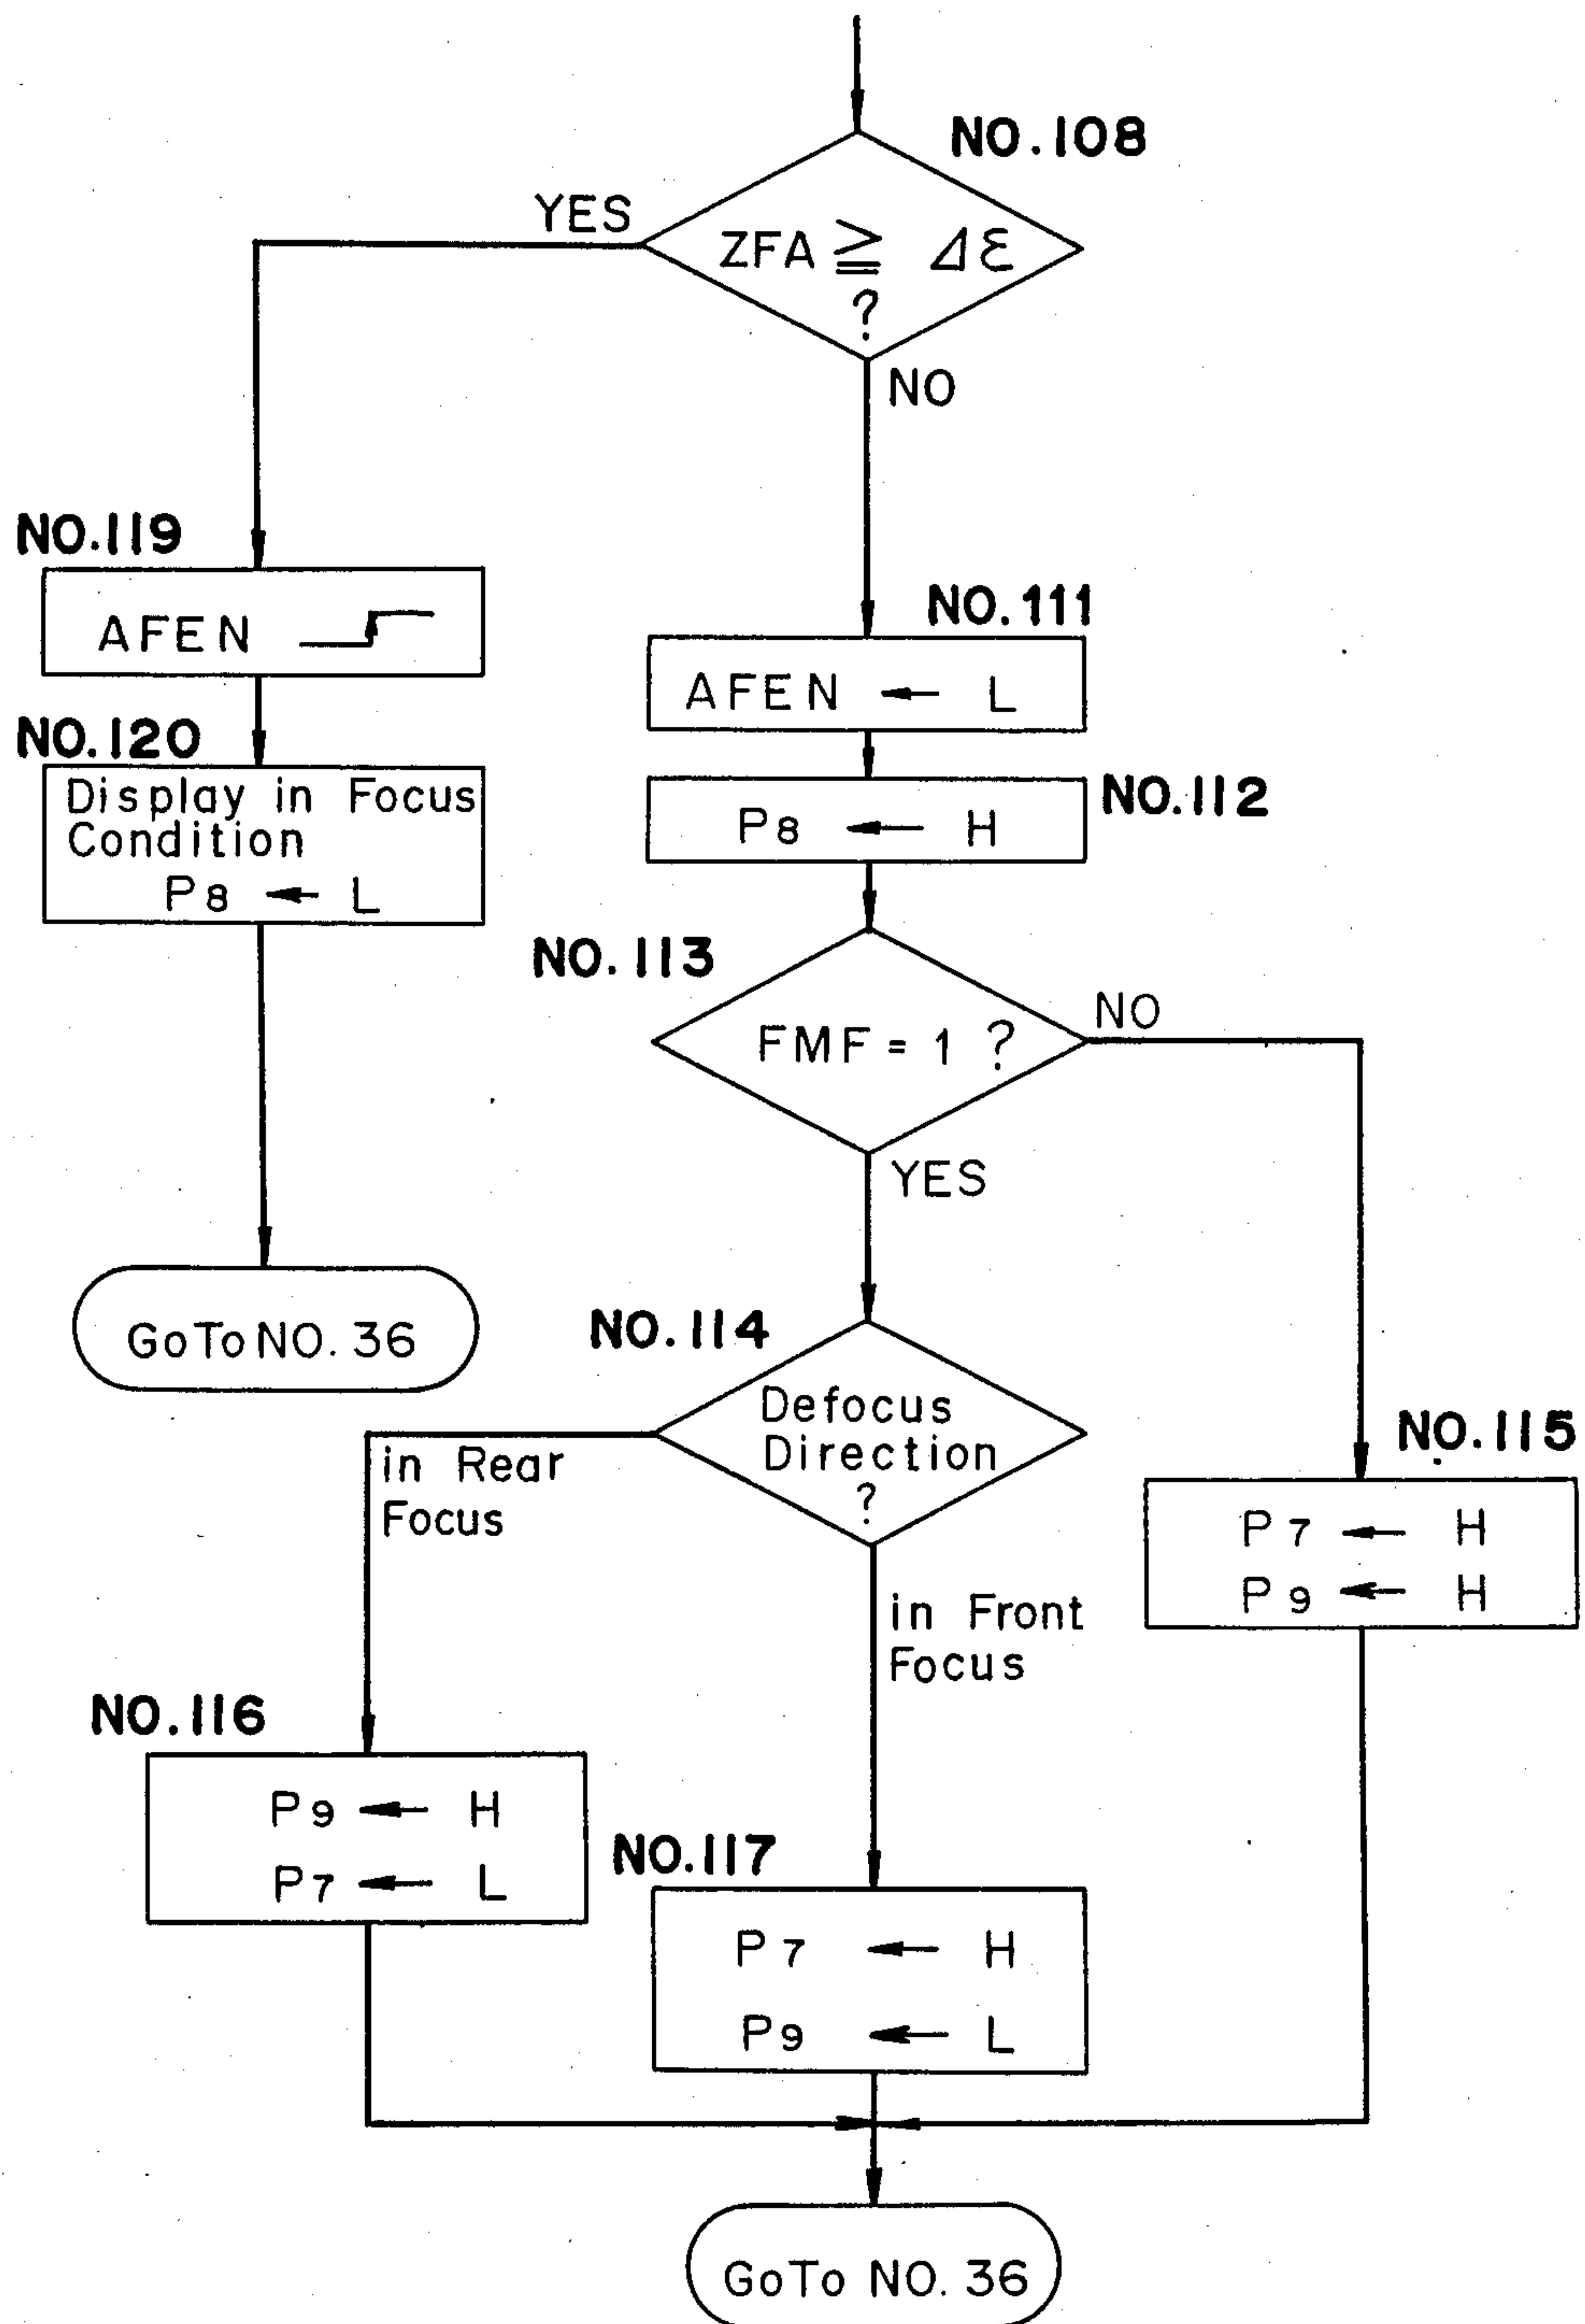 NO.108
YES
ZFA ≧ ΔƐ
?
NO
NO.119
AFEN
NO.111
AFEN ← L
NO.120
Display in Focus
Condition
P8 ← L
P8 ← H
NO.112
NO.113
FMF = 1 ?
NO
YES
GoTo NO. 36
NO.114
Defocus
Direction
?
in Rear
Focus
in Front
Focus
NO.115
P7 ← H
P9 ← H
NO.116
P9 ← H
P7 ← L
NO.117
P7 ← H
P9 ← L
GoTo NO. 36